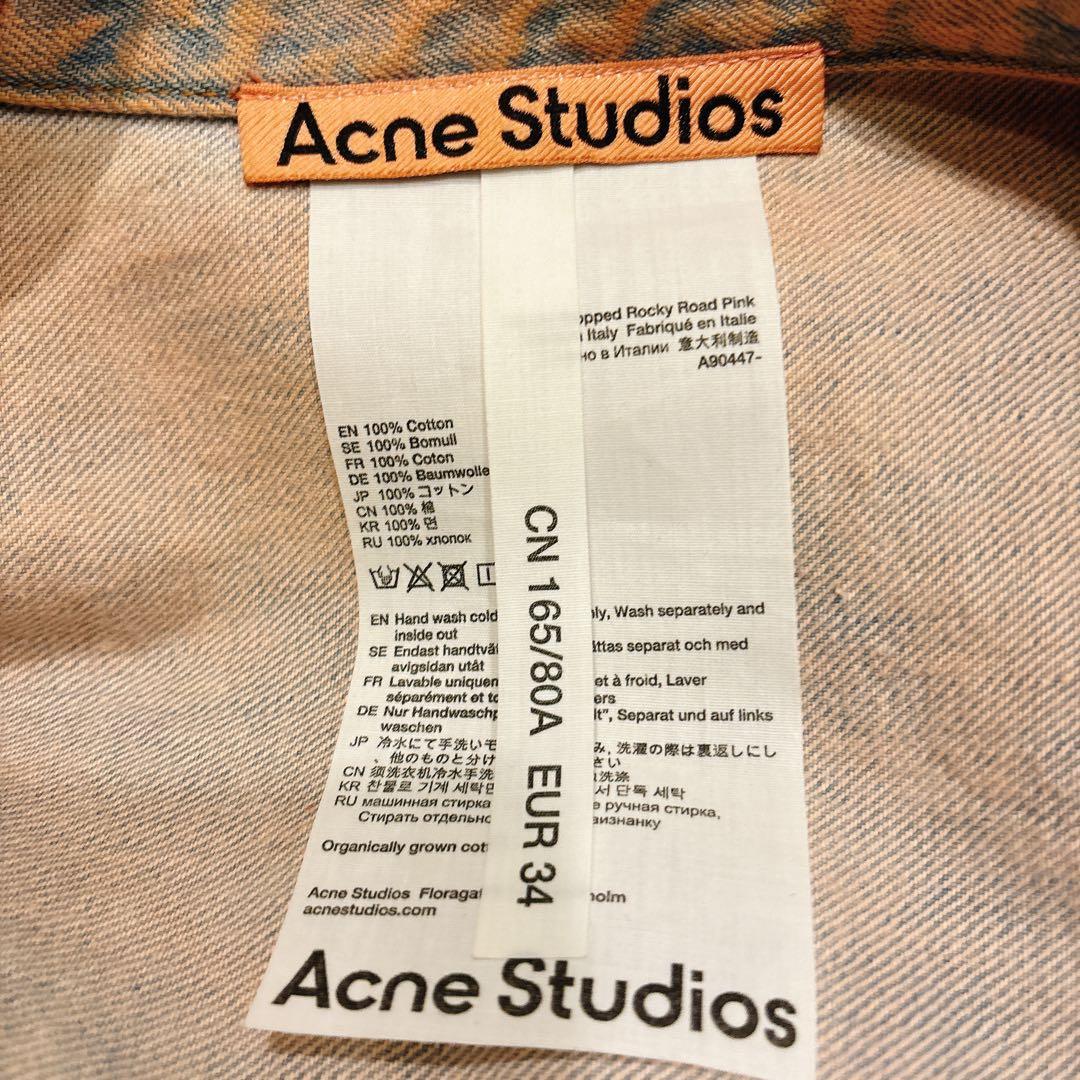 Acne Studios
Rocky Road Pink
Italy Fabriqué en Italie
в Италии 意大利制造
A90447-
EN 100% Cotton
SE 100% Bomull
FR 100% Coton
DE 100% Baumwolle
JP 100% コットン
CN 100% 棉
KR 100% 면
RU 100% хлопок
CN 165/80A EUR 34
EN Hand wash cold ly, Wash separately and
inside out
SE Endast handtvä ättas separat och med
avigsidan utåt
FR Lavable uniquem et à froid, Laver
séparément et to ers
DE Nur Handwasch lt", Separat und auf links
waschen
JP 冷水にて手洗いモ み, 洗濯の際は裏返しにし
、他のものと分け さい
CN 须洗衣机冷水手洗 洗涤
KR 찬물로 기계 세탁 서 단독 세탁
RU машинная стирка е ручная стирка,
Стирать отдельно изнанку
Organically grown cot
Acne Studios Floraga holm
acnestudios.com
Acne Studios